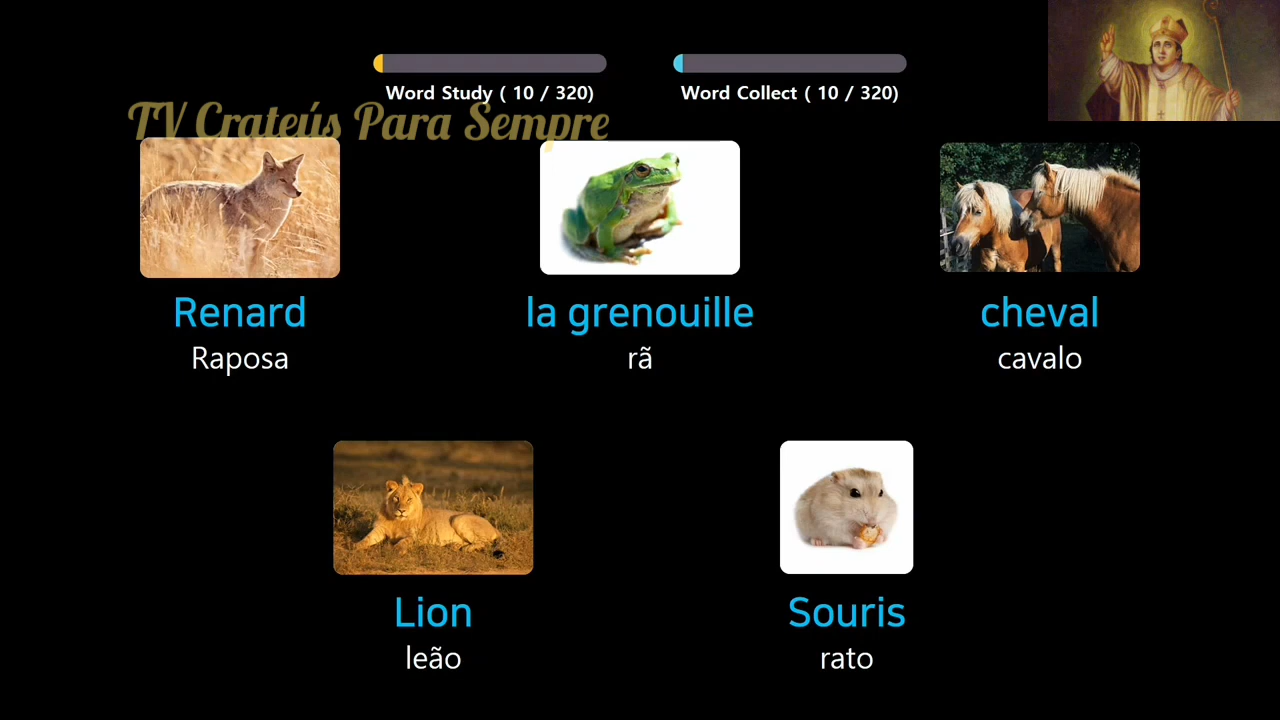 Word Study ( 10 / 320)
Word Collect ( 10 / 320)
TV Crateús Para Sempre
Renard
Raposa
la grenouille
rã
cheval
cavalo
Lion
leão
Souris
rato